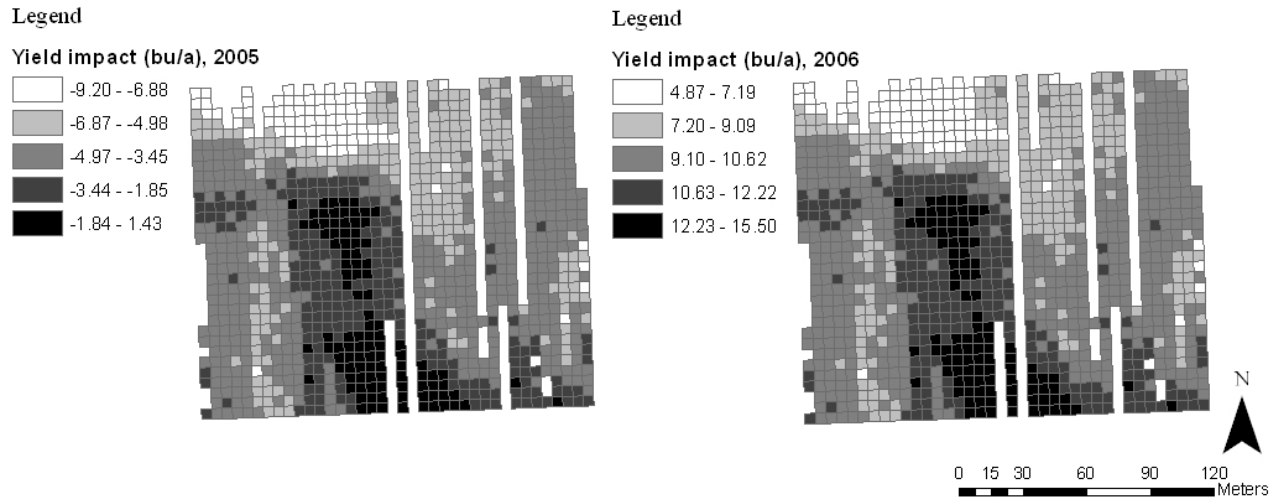 Legend
Yield impact (bu/a), 2005
-9.20 - -6.88
-6.87 - -4.98
-4.97 - -3.45
-3.44 - -1.85
-1.84 - 1.43
Legend
Yield impact (bu/a), 2006
4.87 - 7.19
7.20 - 9.09
9.10 - 10.62
10.63 - 12.22
12.23 - 15.50
N
0 15 30 60 90 120
Meters